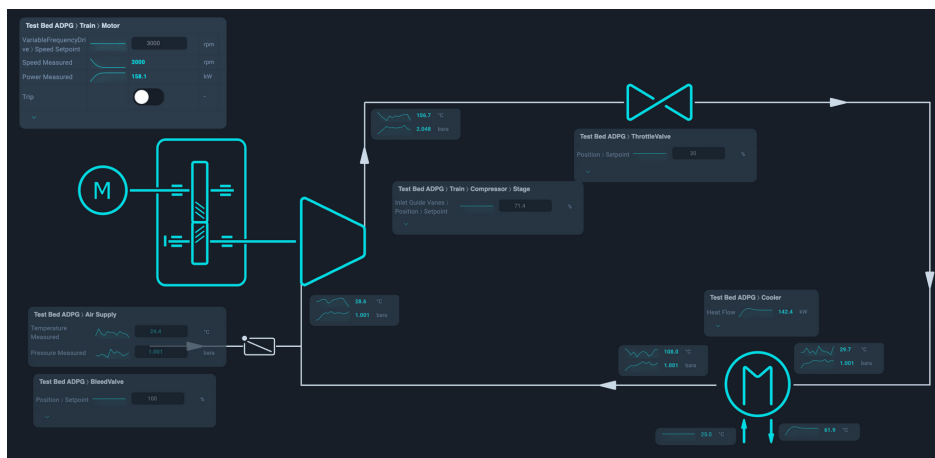 Test Bed ADPG › Train › Motor
VariableFrequencyDri
ve › Speed Setpoint 3000 rpm
Speed Measured 3000 rpm
Power Measured 158.1 kW
Trip -
M
106.7 °C
2.048 bara
Test Bed ADPG › ThrottleValve
Position › Setpoint 30 %
Test Bed ADPG › Train › Compressor › Stage
Inlet Guide Vanes ›
Position › Setpoint 71.4 %
28.6 °C
1.001 bara
Test Bed ADPG › Air Supply
Temperature
Measured 24.4 °C
Pressure Measured 1.001 bara
Test Bed ADPG › BleedValve
Position › Setpoint 100 %
Test Bed ADPG › Cooler
Heat Flow 142.4 kW
108.0 °C
1.001 bara
29.7 °C
1.001 bara
61.9 °C